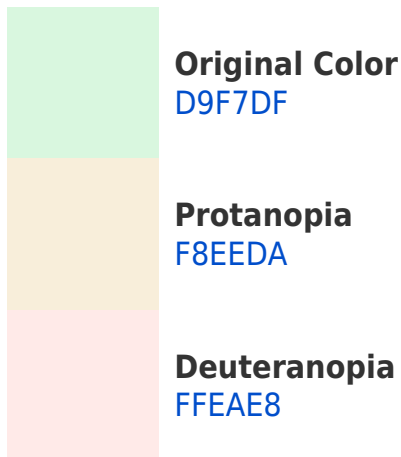 Original Color
D9F7DF
Protanopia
F8EEDA
Deuteranopia
FFEAE8